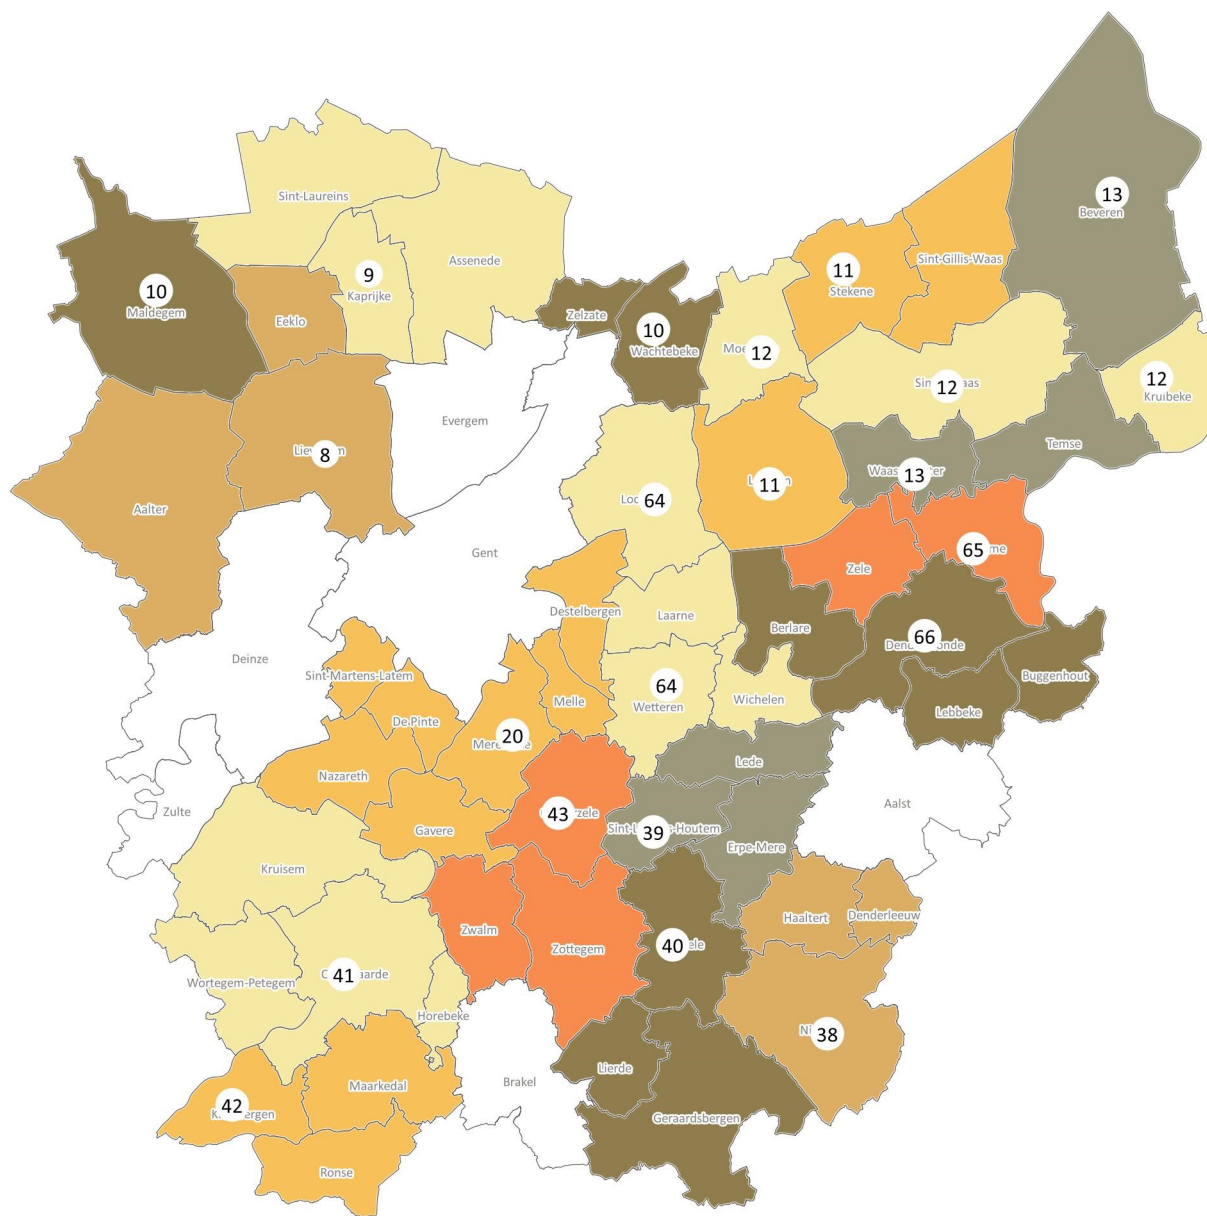 13
Beveren
Sint-Laureins
Sint-Gillis-Waas
Assenede
9
Kaprijke
11
Stekene
10
Maldegem
Zelzate
Eeklo
10
Wachtebeke
12
12
12
Kruibeke
Evergem
Temse
8
13
11
64
Aalter
Gent
65
Zele
Destelbergen
Laarne
Berlare
66
Deinze
Sint-Martens-Latem
Buggenhout
64
Melle
Wichelen
Wetteren
Lebbeke
De Pinte
20
Lede
Nazareth
Zulte
Aalst
43
Gavere
39
Erpe-Mere
Kruisem
Haaltert
Denderleeuw
Zwalm
40
Zottegem
41
Wortegem-Petegem
Horebeke
38
Lierde
Brakel
Maarkedal
42
Geraardsbergen
Ronse